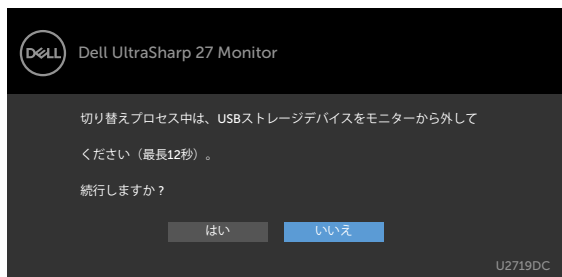 DELL Dell UltraSharp 27 Monitor
切り替えプロセス中は、USBストレージデバイスをモニターから外して
ください（最長12秒）。
続行しますか？
はい いいえ
U2719DC